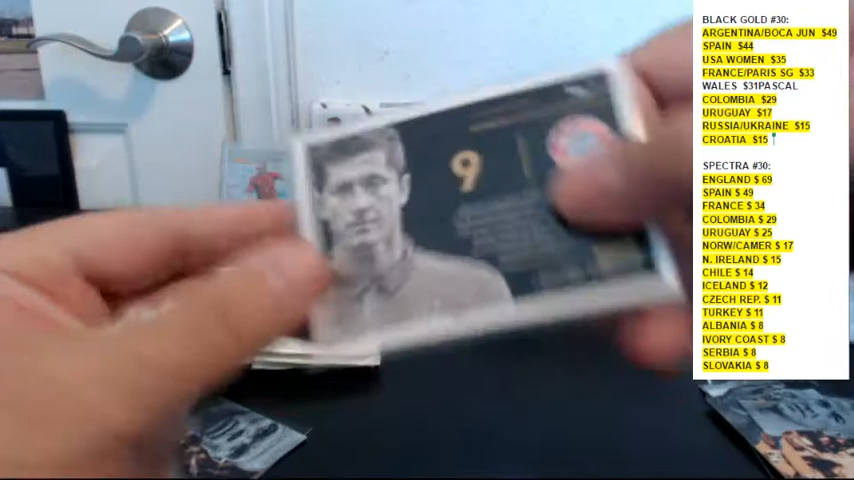 BLACK GOLD #30:
ARGENTINA/BOCA JUN $49
SPAIN $44
USA WOMEN $35
FRANCE/PARIS SG $33
WALES $31PASCAL
COLOMBIA $29
URUGUAY $17
RUSSIA/UKRAINE $15
CROATIA $15
SPECTRA #30:
ENGLAND $ 69
SPAIN $ 49
FRANCE $ 34
COLOMBIA $ 29
URUGUAY $ 25
NORW/CAMER $ 17
N. IRELAND $ 15
CHILE $ 14
ICELAND $ 12
CZECH REP. $ 11
TURKEY $ 11
ALBANIA $ 8
IVORY COAST $ 8
SERBIA $ 8
SLOVAKIA $ 8
9